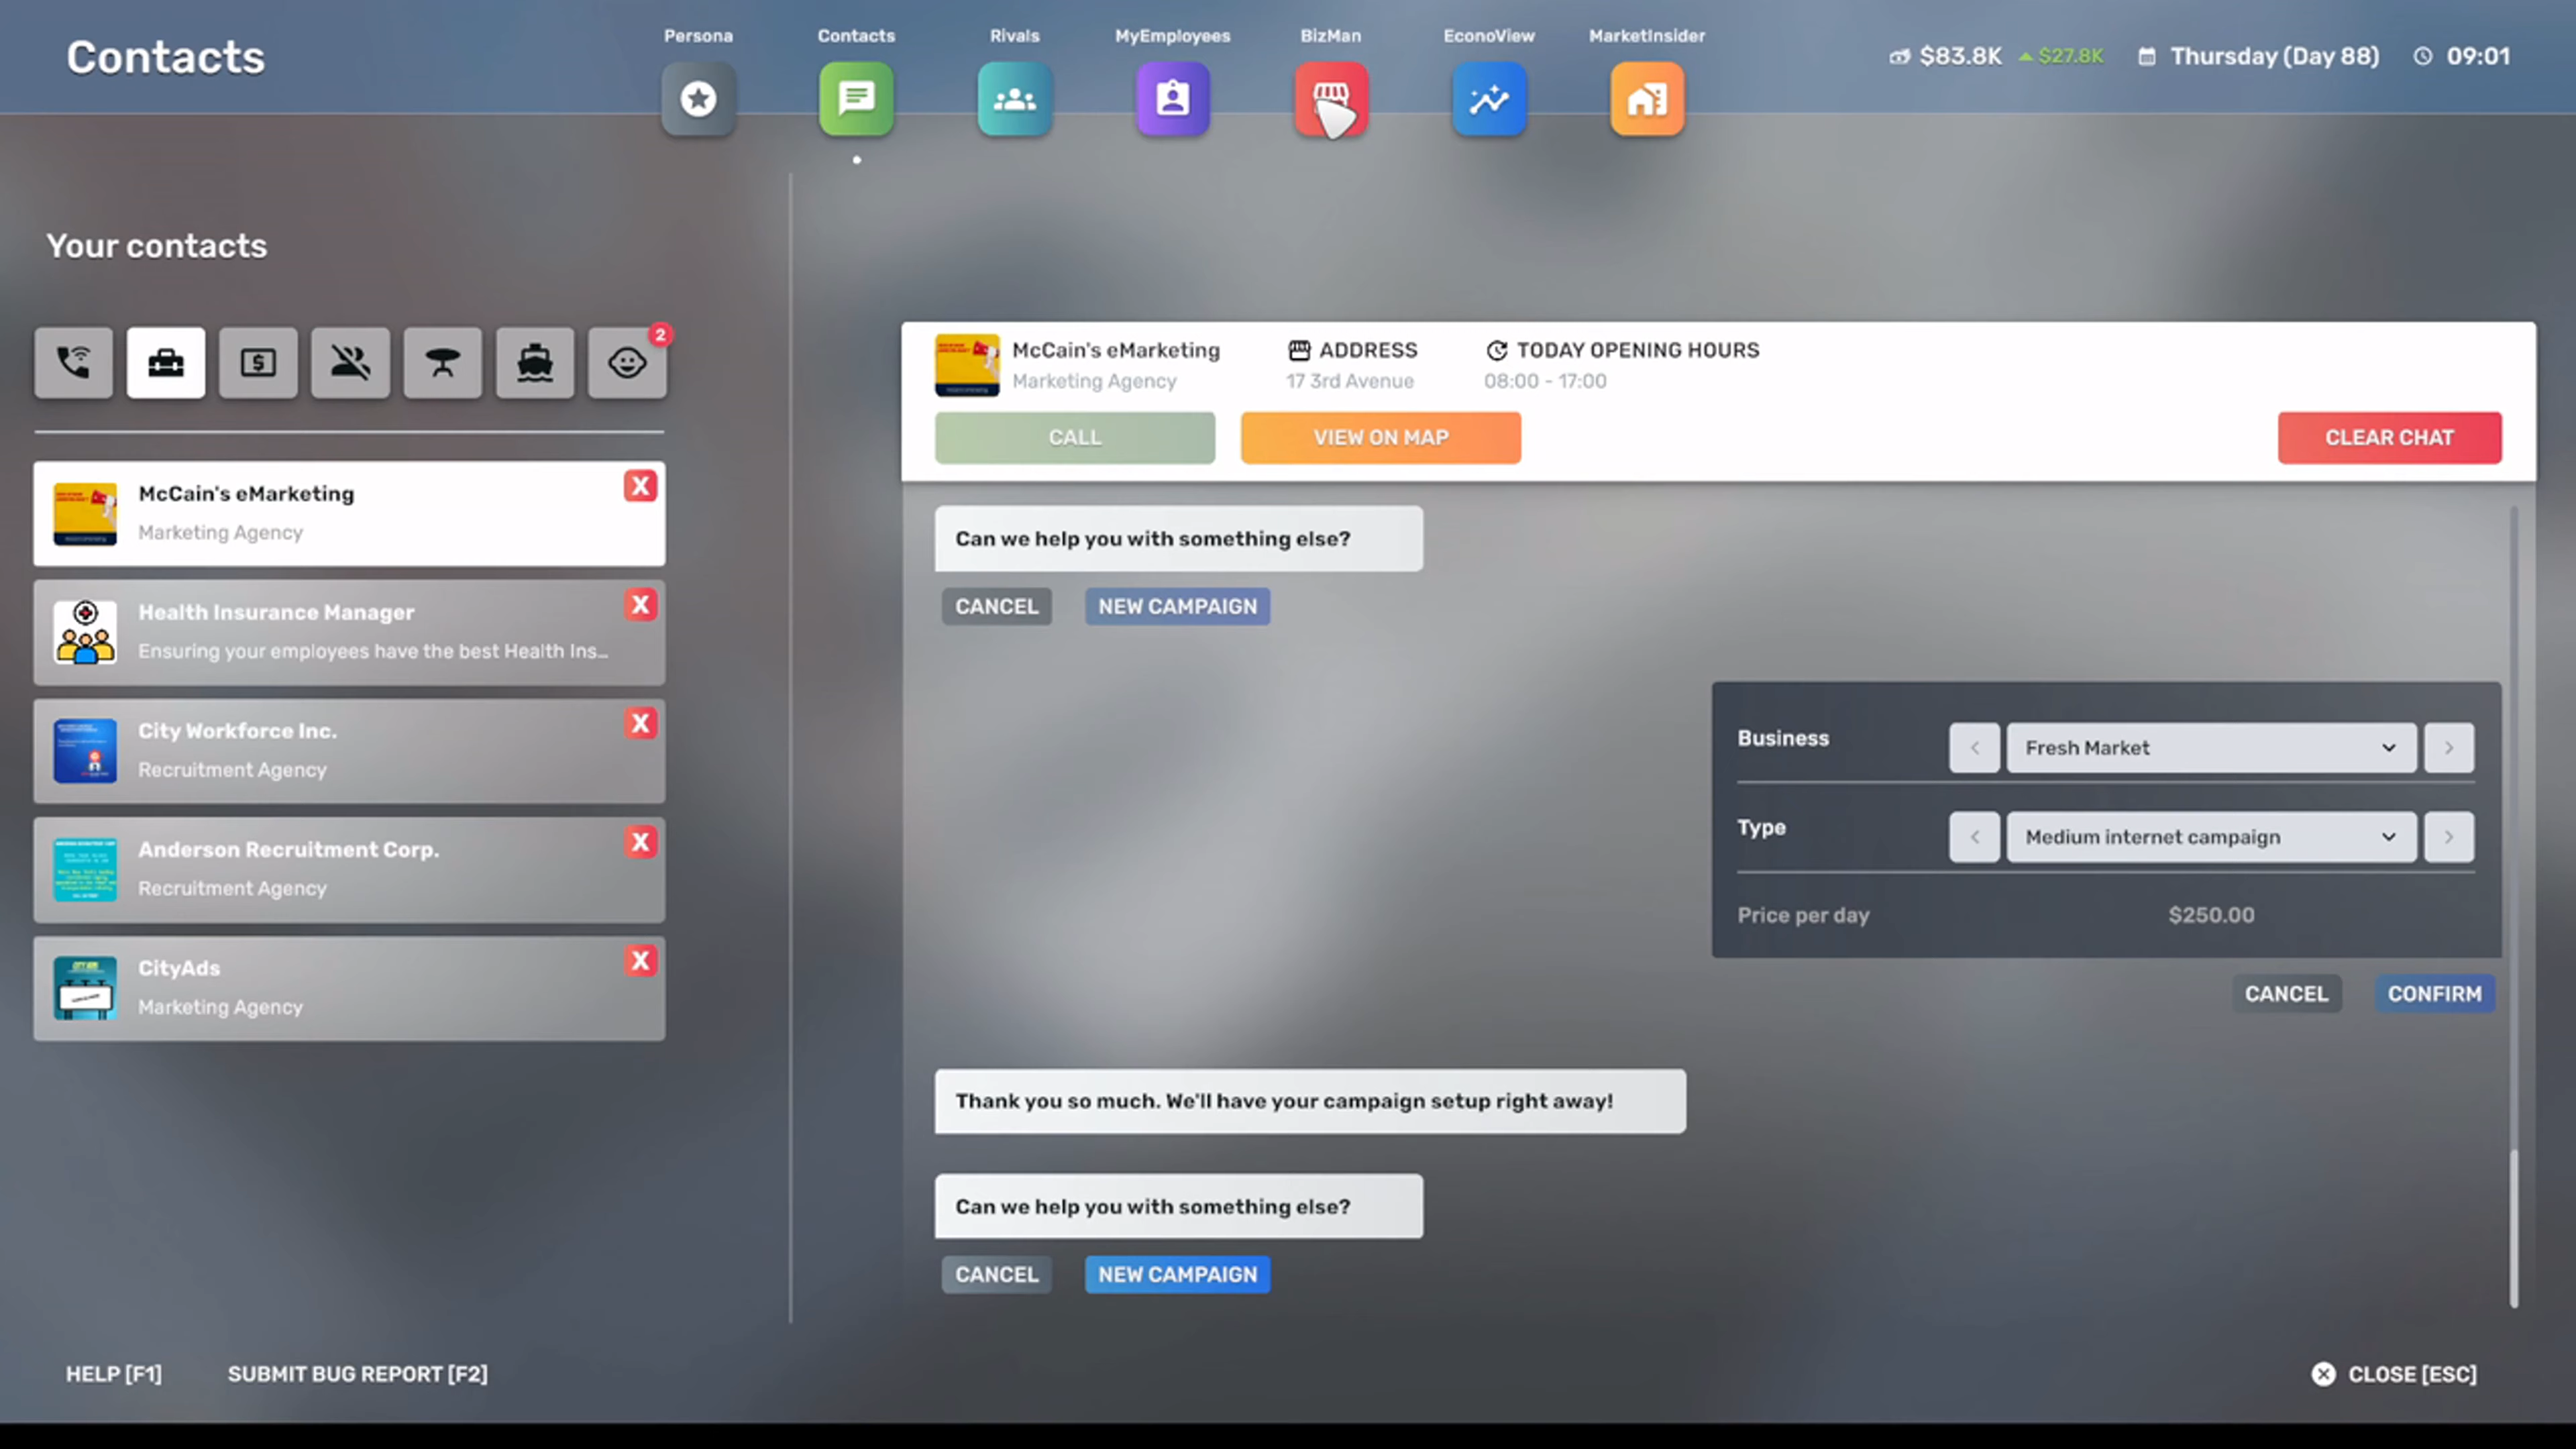 Contacts
Persona
Contacts
Rivals
MyEmployees
BizMan
EconoView
MarketInsider
$83.8K
$27.8K
Thursday (Day 88)
09:01
Your contacts
2
McCain's eMarketing
Marketing Agency
X
Health Insurance Manager
Ensuring your employees have the best Health Ins...
X
City Workforce Inc.
Recruitment Agency
X
Anderson Recruitment Corp.
Recruitment Agency
X
CityAds
Marketing Agency
X
McCain's eMarketing
Marketing Agency
ADDRESS
17 3rd Avenue
TODAY OPENING HOURS
08:00 - 17:00
CALL
VIEW ON MAP
CLEAR CHAT
Can we help you with something else?
CANCEL
NEW CAMPAIGN
Business
Fresh Market
Type
Medium internet campaign
Price per day
$250.00
CANCEL
CONFIRM
Thank you so much. We'll have your campaign setup right away!
Can we help you with something else?
CANCEL
NEW CAMPAIGN
HELP [F1]
SUBMIT BUG REPORT [F2]
CLOSE [ESC]